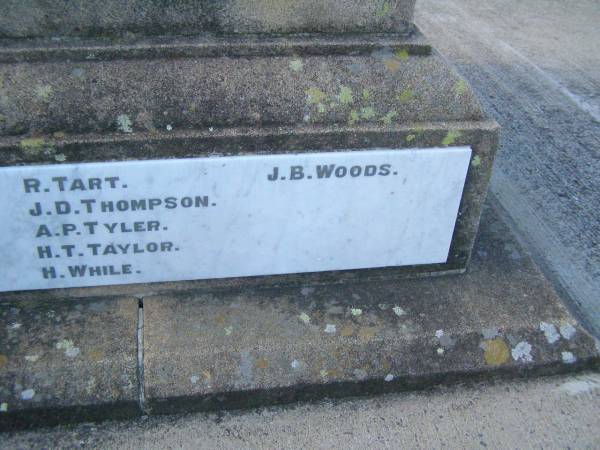 R. TART.
J.D. THOMPSON.
A.P. TYLER.
H.T. TAYLOR.
H. WHILE.
J.B. WOODS.